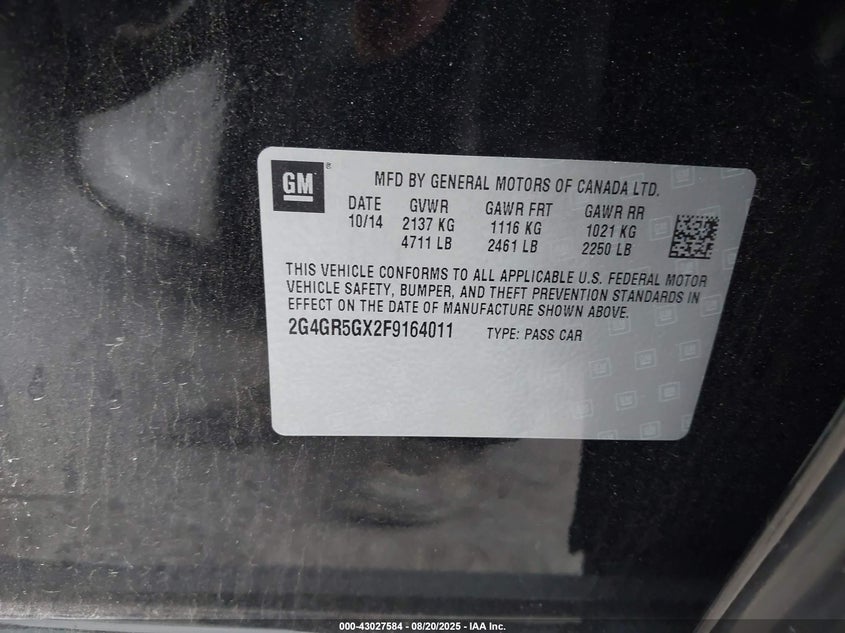 GM ®
MFD BY GENERAL MOTORS OF CANADA LTD.
DATE GVWR GAWR FRT GAWR RR
10/14 2137 KG 1116 KG 1021 KG
4711 LB 2461 LB 2250 LB
THIS VEHICLE CONFORMS TO ALL APPLICABLE U.S. FEDERAL MOTOR
VEHICLE SAFETY, BUMPER, AND THEFT PREVENTION STANDARDS IN
EFFECT ON THE DATE OF MANUFACTURE SHOWN ABOVE.
2G4GR5GX2F9164011 TYPE: PASS CAR
000-43027584 - 08/20/2025 - IAA Inc.